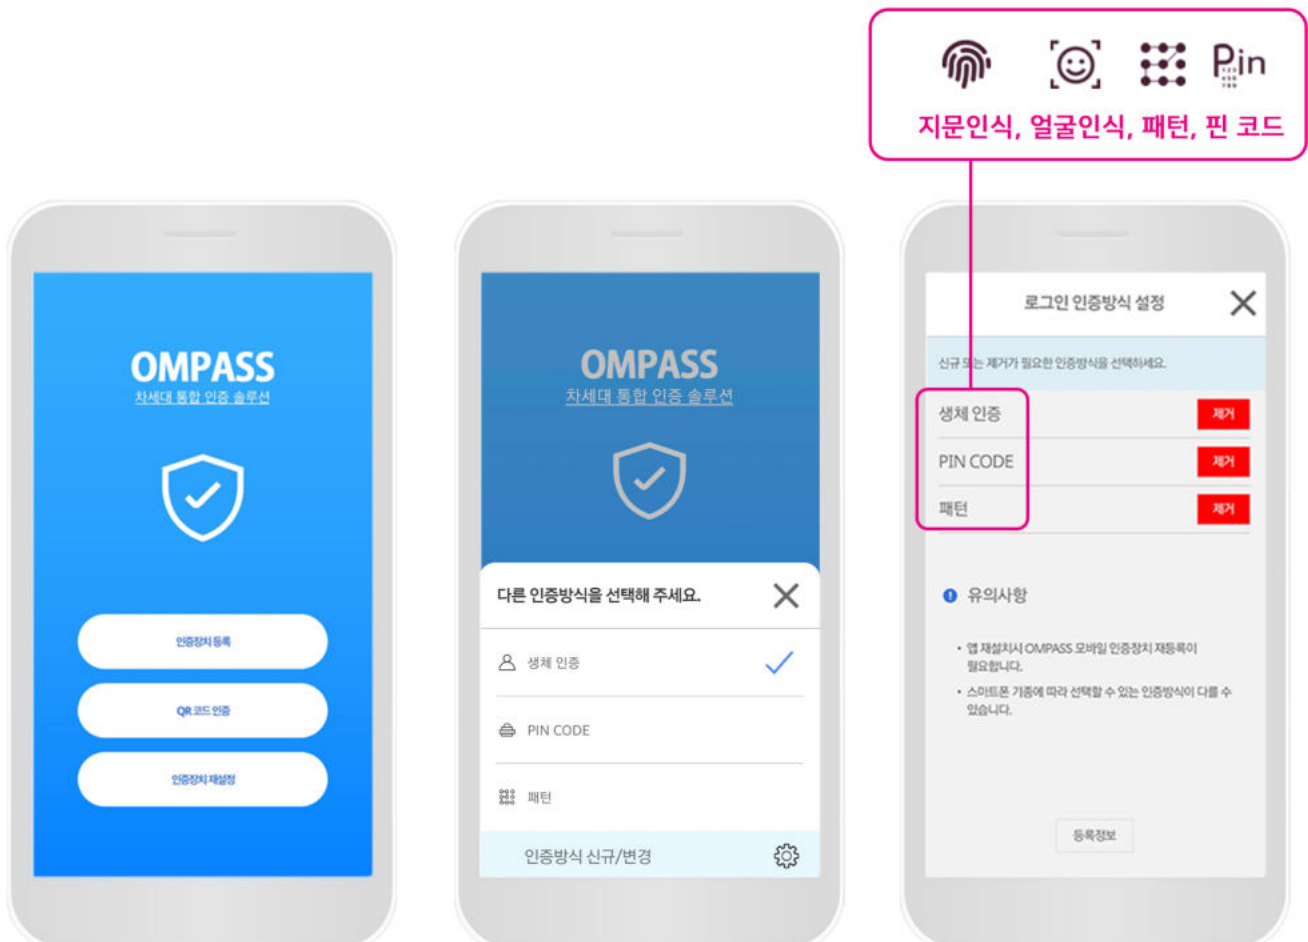 Pin
지문인식, 얼굴인식, 패턴, 핀 코드
OMPASS
차세대 통합 인증 솔루션
인증장치 등록
QR 코드 인증
인증장치 재설정
OMPASS
차세대 통합 인증 솔루션
다른 인증방식을 선택해 주세요.
생체 인증
PIN CODE
패턴
인증방식 신규/변경
로그인 인증방식 설정
신규 또는 제거가 필요한 인증방식을 선택하세요.
생체 인증 제거
PIN CODE 제거
패턴 제거
유의사항
• 앱 재설치시 OMPASS 모바일 인증장치 재등록이
필요합니다.
• 스마트폰 기종에 따라 선택할 수 있는 인증방식이 다를 수
있습니다.
등록정보